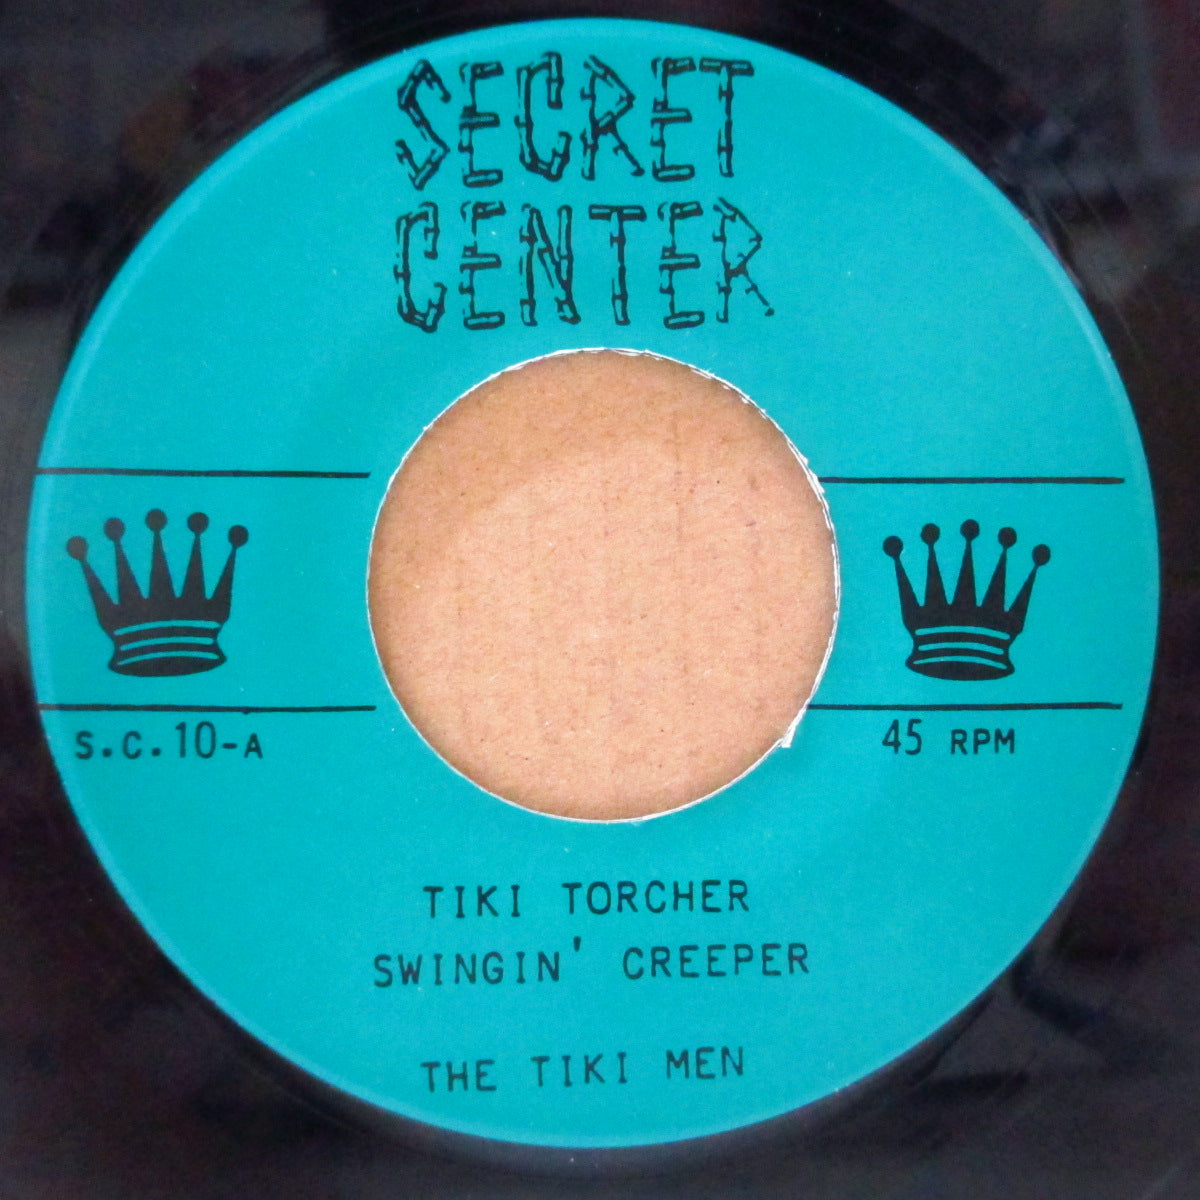 SECRET
CENTER
S.C.10-A
45 RPM
TIKI TORCHER
SWINGIN' CREEPER
THE TIKI MEN